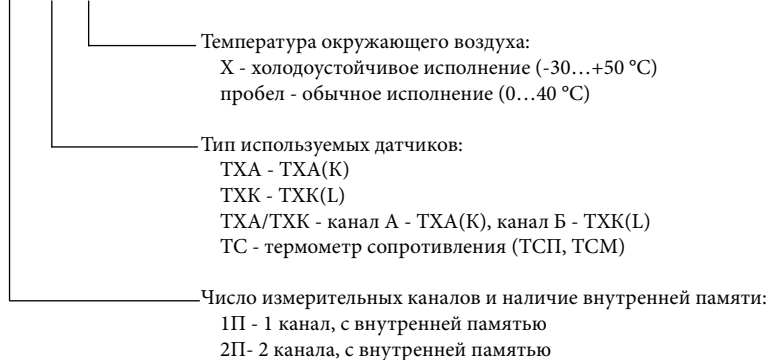 Температура окружающего воздуха:
Х - холодоустойчивое исполнение (-30…+50 °С)
пробел - обычное исполнение (0…40 °С)
Тип используемых датчиков:
ТХА - ТХА(К)
ТХК - ТХК(L)
ТХА/ТХК - канал А - ТХА(К), канал Б - ТХК(L)
ТС - термометр сопротивления (ТСП, ТСМ)
Число измерительных каналов и наличие внутренней памяти:
1П - 1 канал, с внутренней памятью
2П- 2 канала, с внутренней памятью